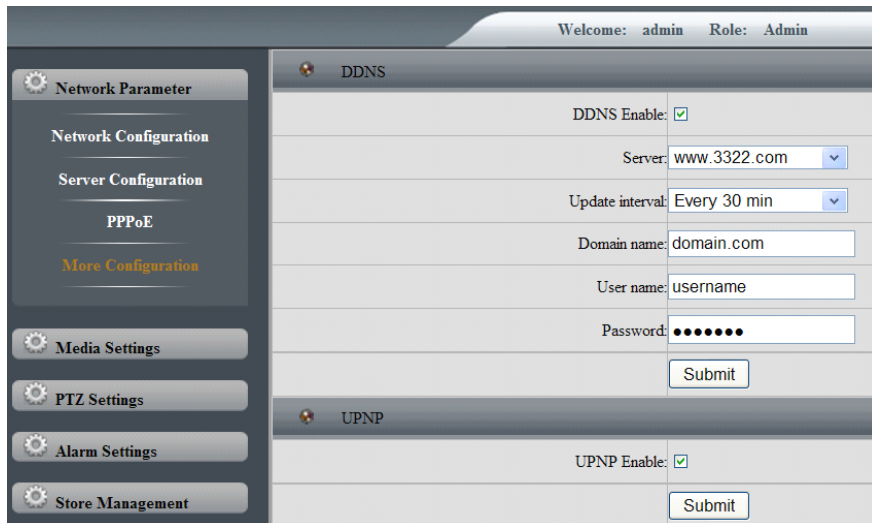 Welcome: admin Role: Admin
Network Parameter
Network Configuration
Server Configuration
PPPoE
More Configuration
Media Settings
PTZ Settings
Alarm Settings
Store Management
DDNS
DDNS Enable:
Server: www.3322.com
Update interval: Every 30 min
Domain name: domain.com
User name: username
Password: ●●●●●●●
Submit
UPNP
UPNP Enable:
Submit